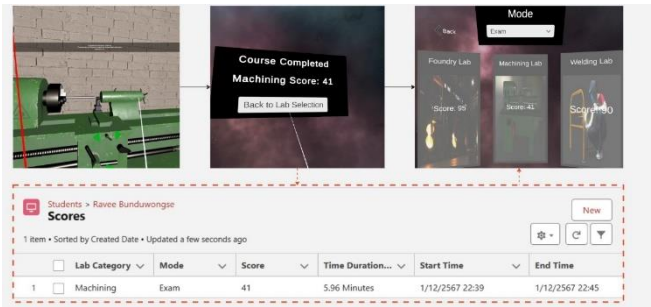 Course Completed
Machining Score: 41
Back to Lab Selection
Mode
Back
Exam
Foundry Lab
Machining Lab
Welding Lab
Score: 95
Score: 41
Score: 90
Students > Ravee Bunduwongse
Scores
New
1 item • Sorted by Created Date • Updated a few seconds ago
Lab Category Mode Score Time Duration... Start Time End Time
1 Machining Exam 41 5.96 Minutes 1/12/2567 22:39 1/12/2567 22:45